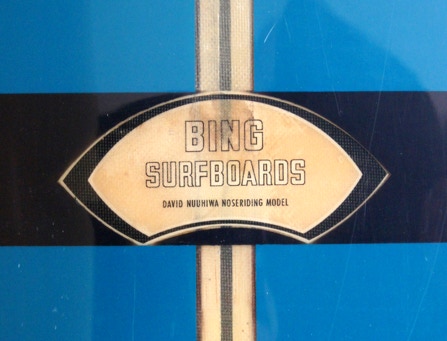 BING
SURFBOARDS
DAVID NUUHIWA NOSERIDING MODEL